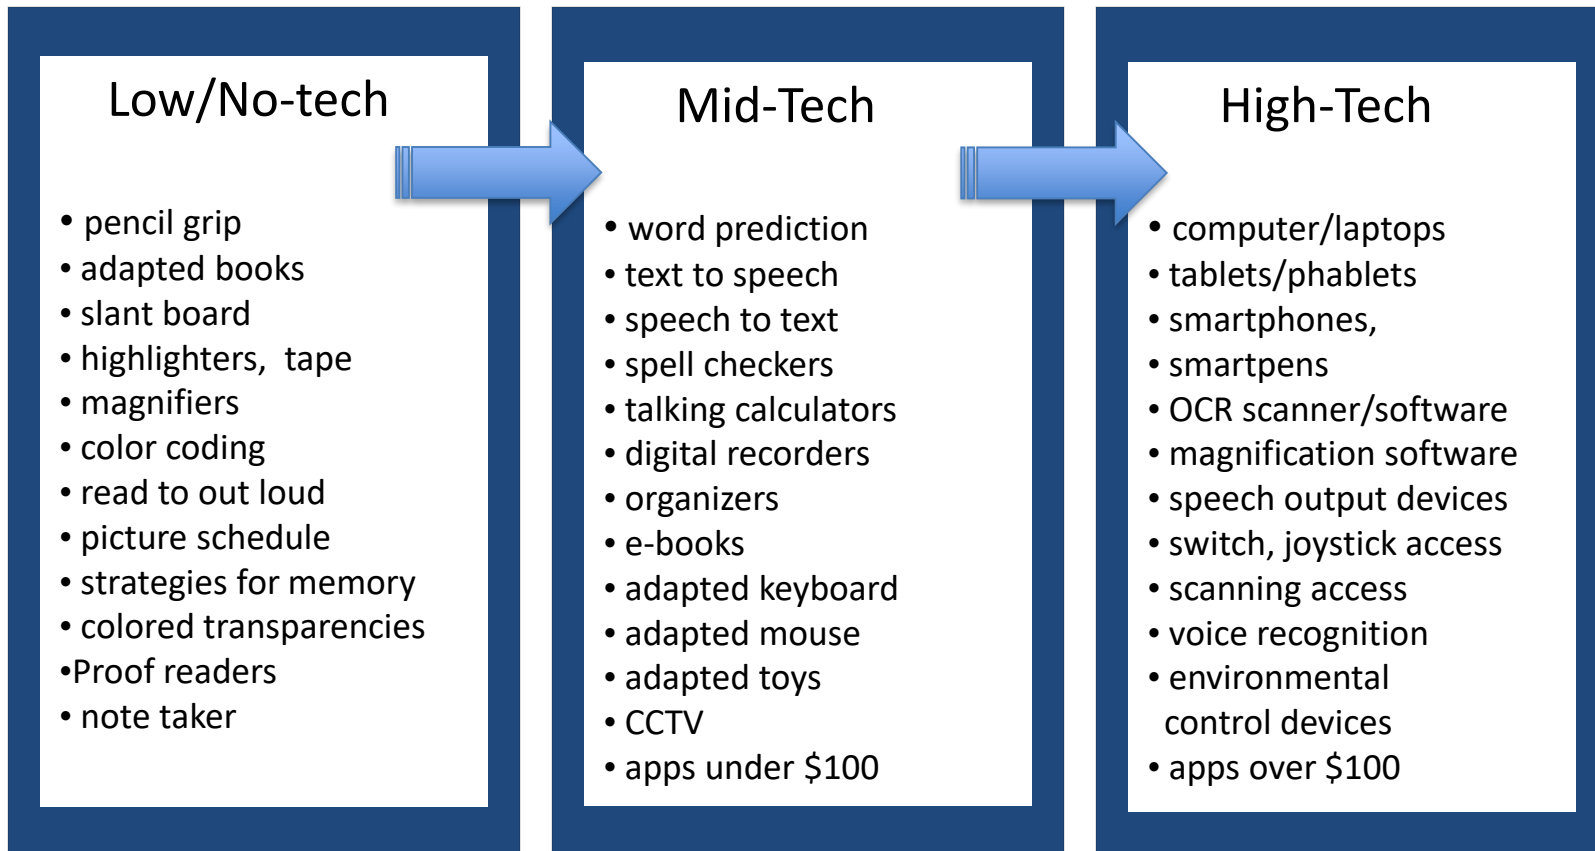 Low/No-tech
• pencil grip
• adapted books
• slant board
• highlighters,  tape
• magnifiers
• color coding
• read to out loud
• picture schedule
• strategies for memory
• colored transparencies
•Proof readers
• note taker
Mid-Tech
• word prediction
• text to speech
• speech to text
• spell checkers
• talking calculators
• digital recorders
• organizers
• e-books
• adapted keyboard
• adapted mouse
• adapted toys
• CCTV
• apps under $100
High-Tech
• computer/laptops
• tablets/phablets
• smartphones,
• smartpens
• OCR scanner/software
• magnification software
• speech output devices
• switch, joystick access
• scanning access
• voice recognition
• environmental
control devices
• apps over $100